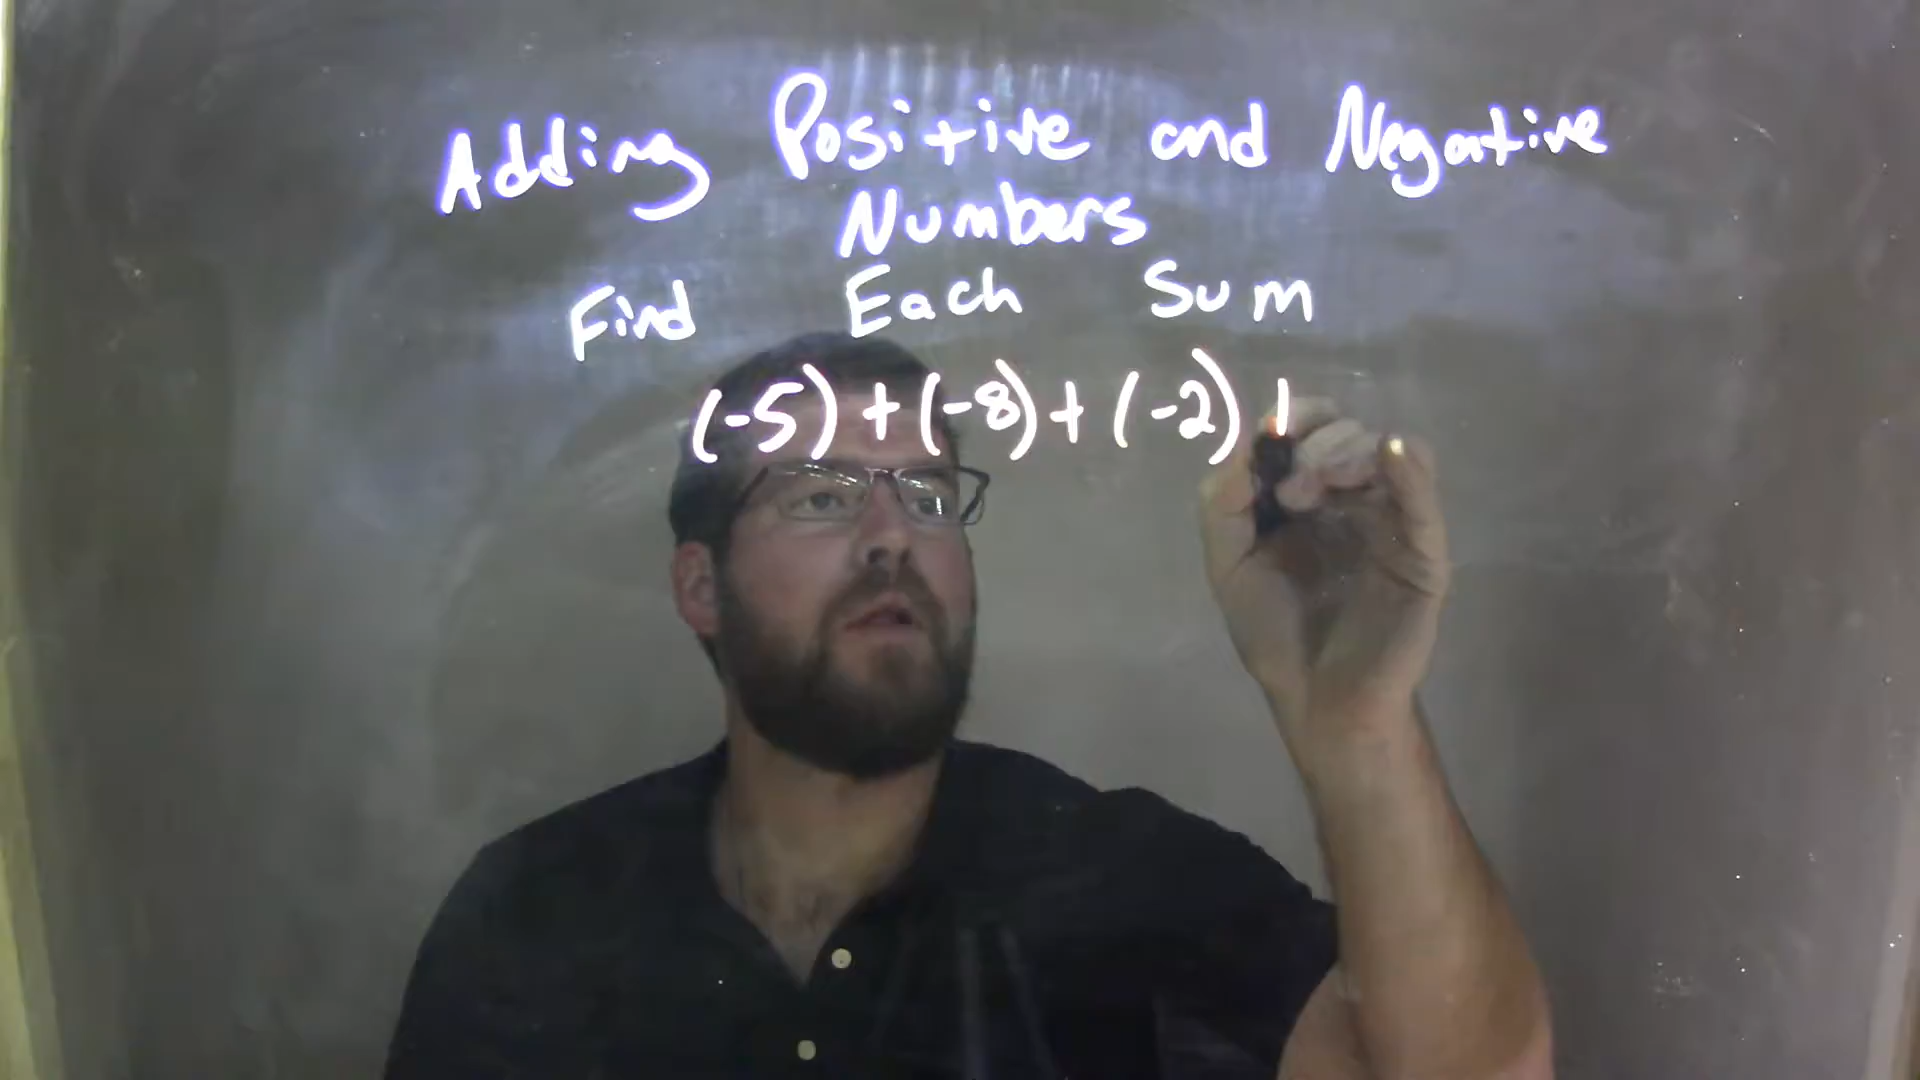 Adding Positive and Negative
Numbers
Find Each Sum
(-5) + (-8) + (-2)